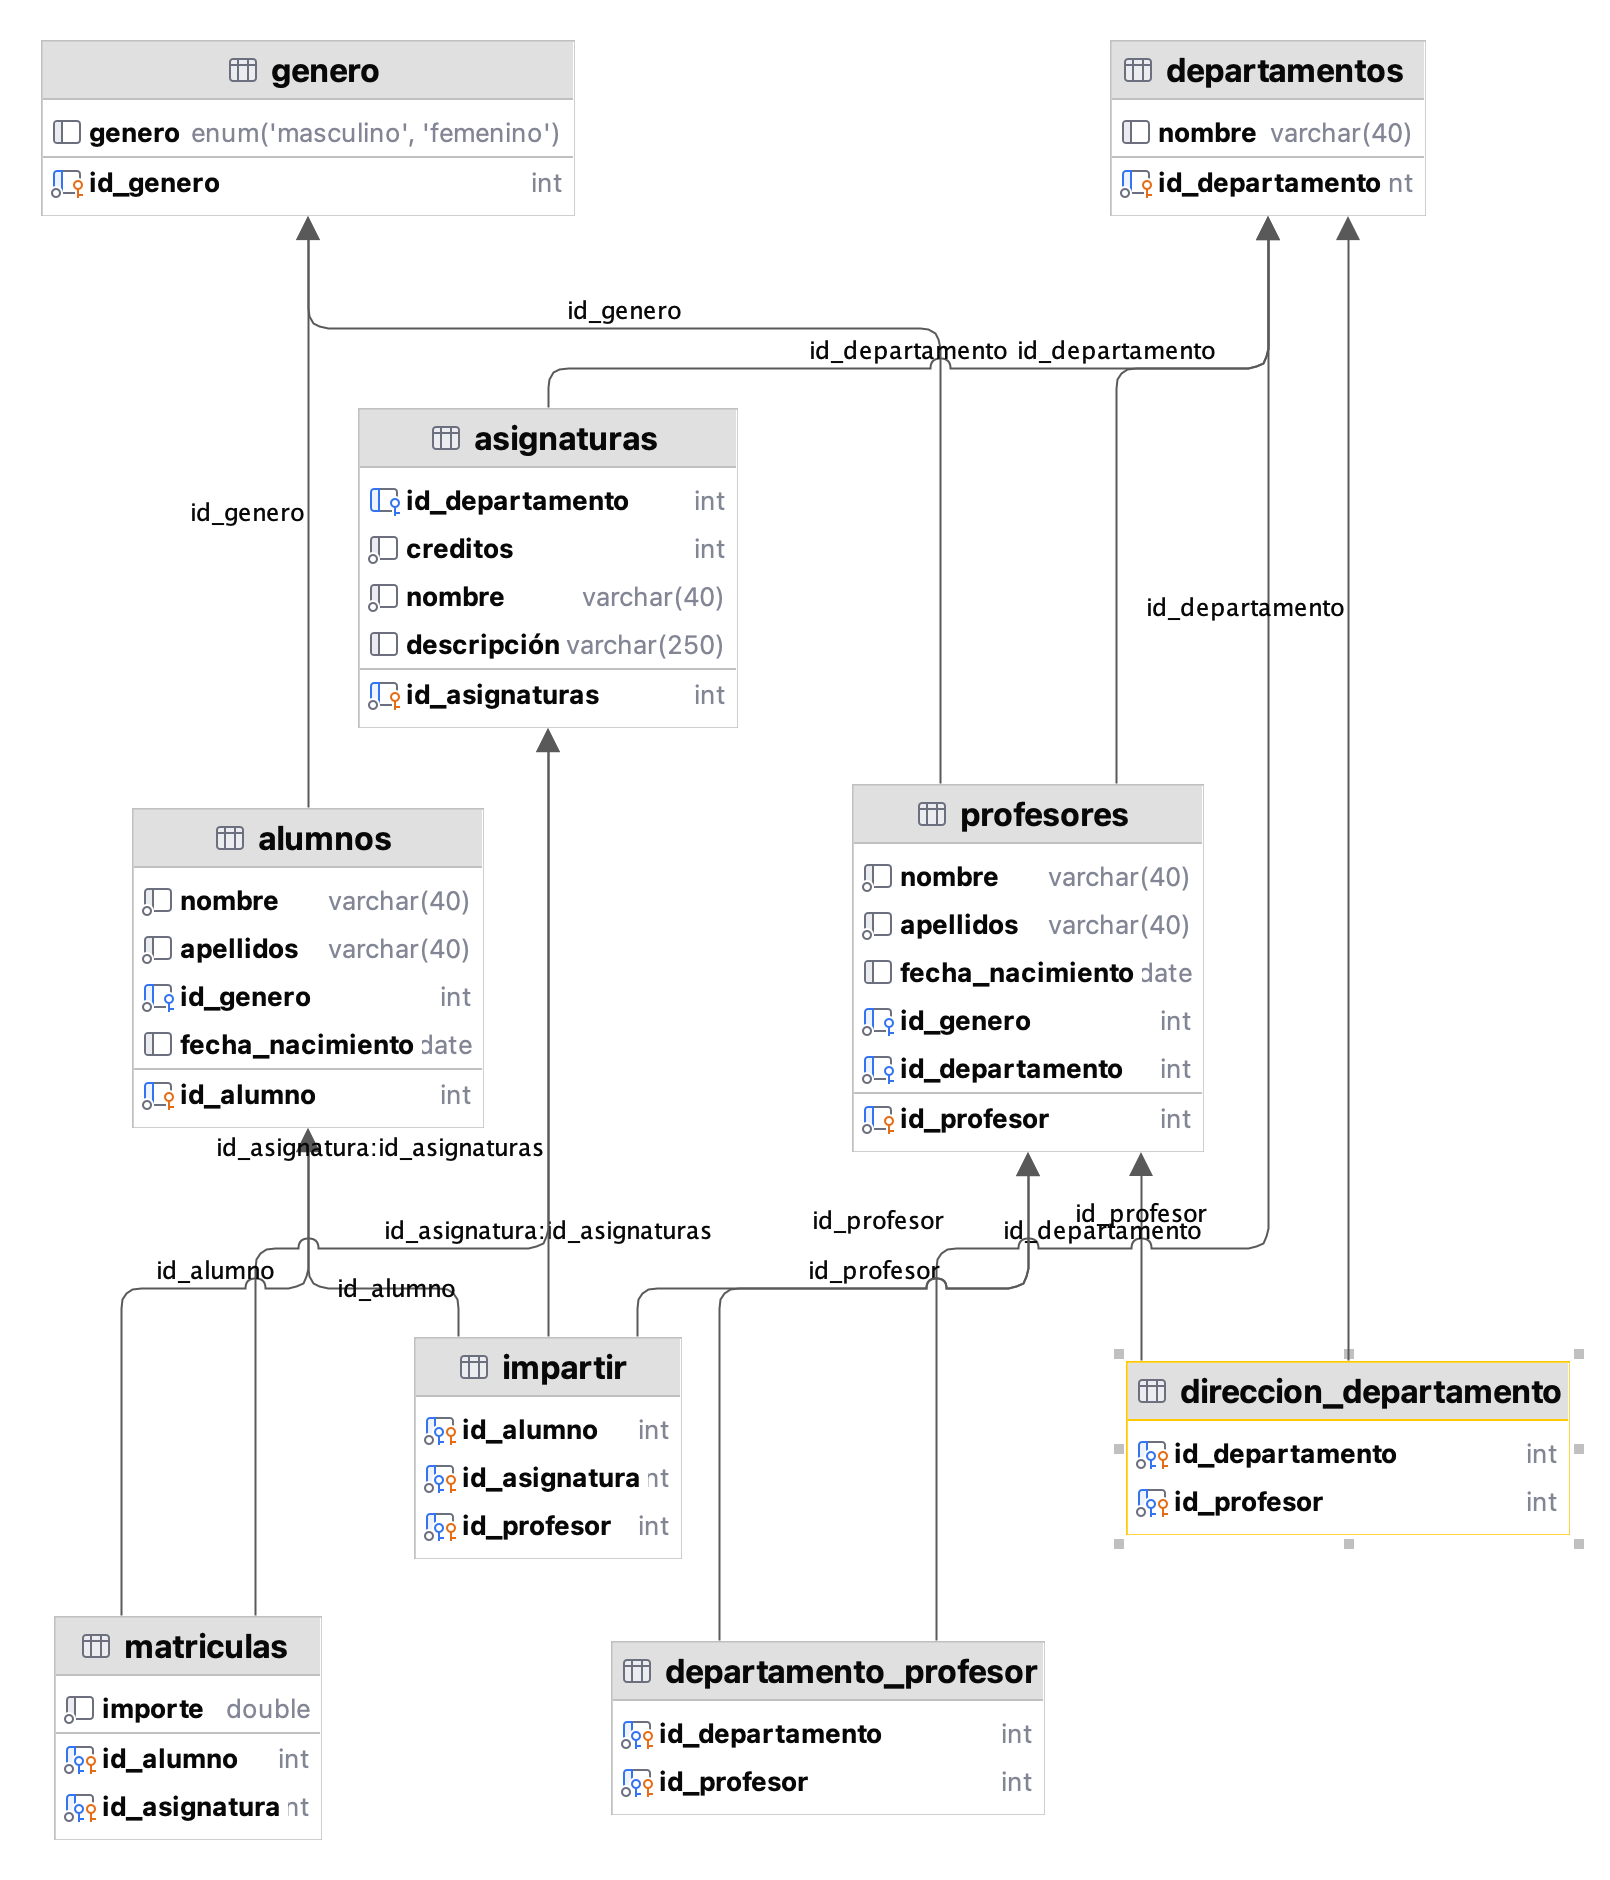 genero
genero enum('masculino', 'femenino')
id_genero int
departamentos
nombre varchar(40)
id_departamento nt
id_genero
id_departamento id_departamento
asignaturas
id_departamento int
creditos int
nombre varchar(40)
descripción varchar(250)
id_asignaturas int
id_genero
id_departamento
alumnos
nombre varchar(40)
apellidos varchar(40)
id_genero int
fecha_nacimiento date
id_alumno int
profesores
nombre varchar(40)
apellidos varchar(40)
fecha_nacimiento date
id_genero int
id_departamento int
id_profesor int
id_asignatura:id_asignaturas
id_asignatura:id_asignaturas
id_profesor
id_profesor
id_departamento
id_alumno
id_alumno
id_profesor
impartir
id_alumno int
id_asignatura nt
id_profesor int
direccion_departamento
id_departamento int
id_profesor int
matriculas
importe double
id_alumno int
id_asignatura nt
departamento_profesor
id_departamento int
id_profesor int